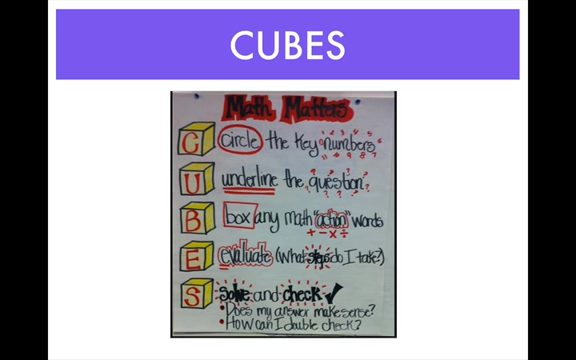 CUBES
Math Matters
C circle the key numbers
U underline the question
B box any math "action" words
+ - x ÷
E evaluate (what steps do I take?)
S solve and check ✓
• Does my answer make sense?
• How can I double check?